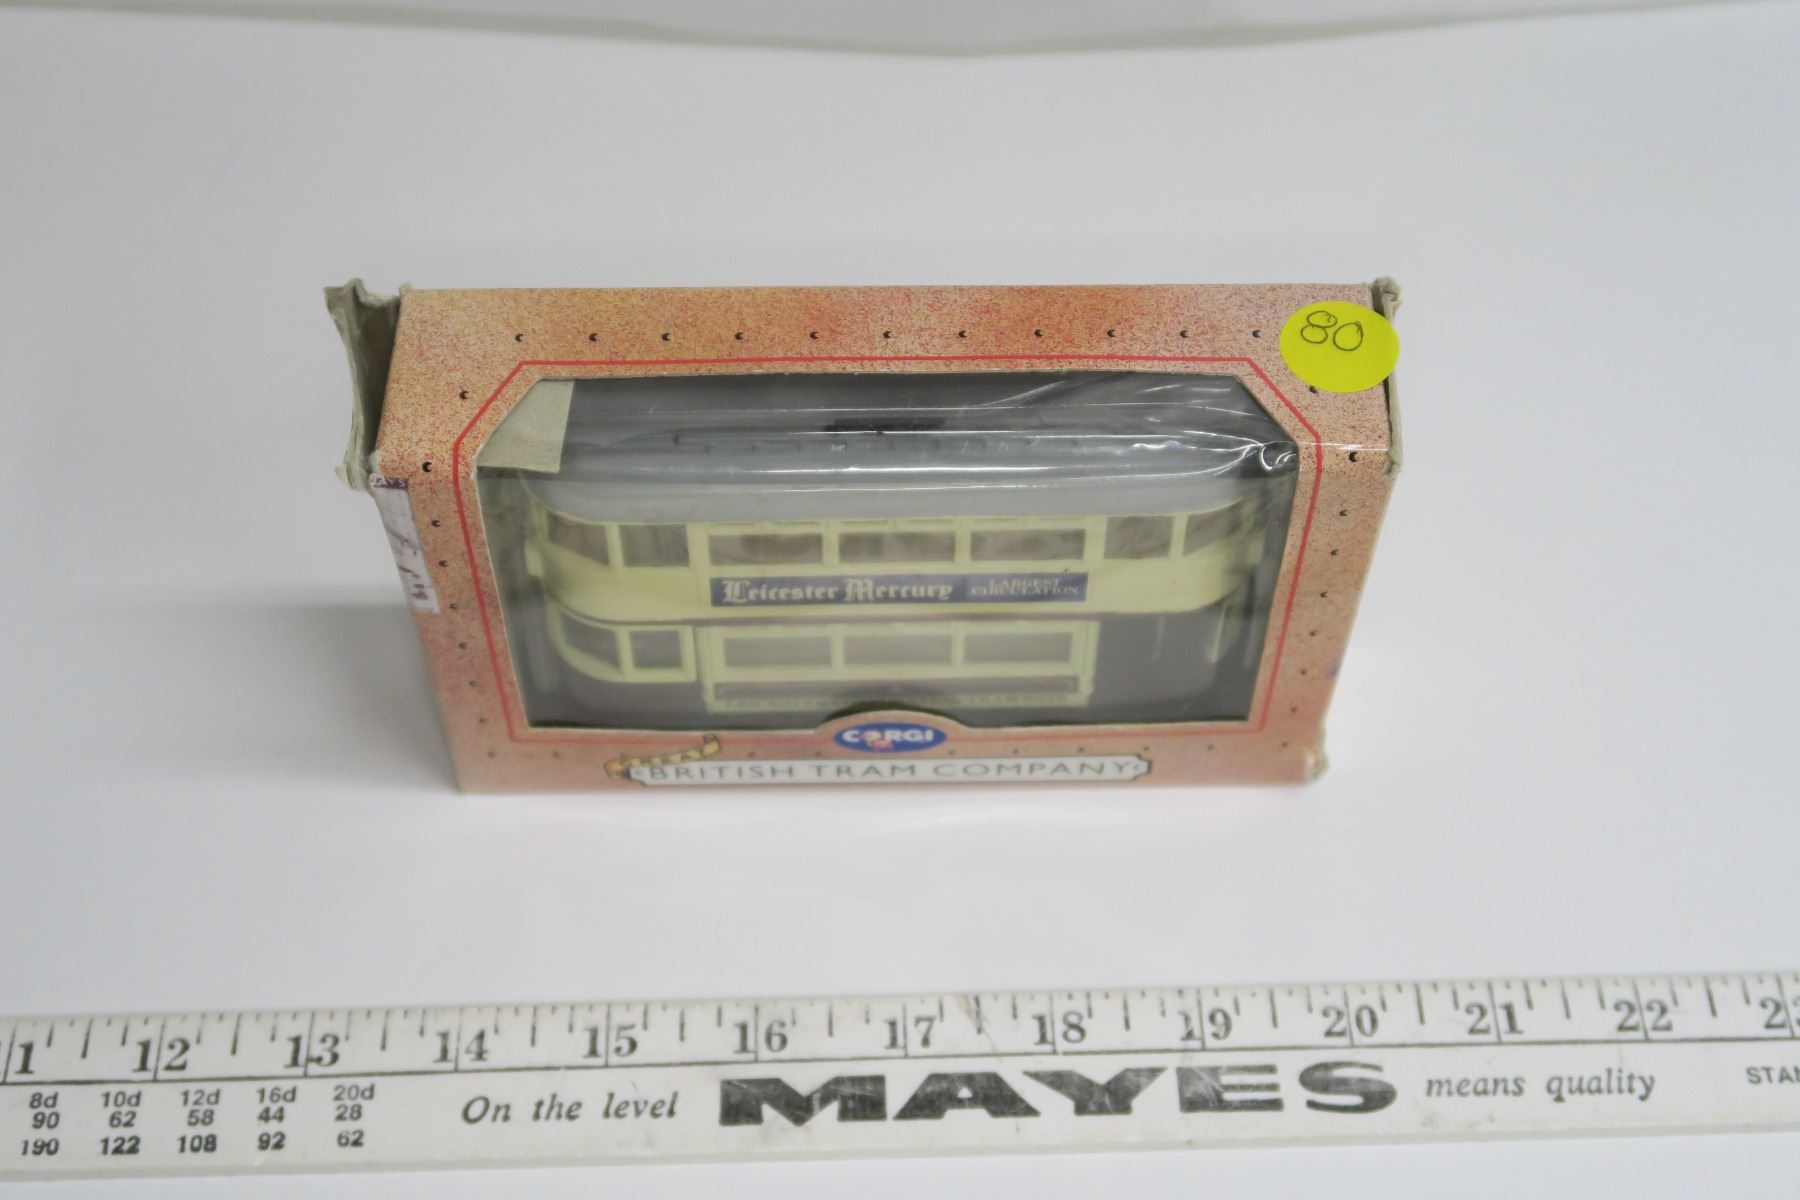 80
Leicester Mercury LARGEST CIRCULATION
CORGI
GREAT
BRITISH TRAM COMPANY
12 13 14 15 16 17 18 19 20 21 22
8d 10d 12d 16d 20d
90 62 58 44 28
190 122 108 92 62
On the level MAYES means quality